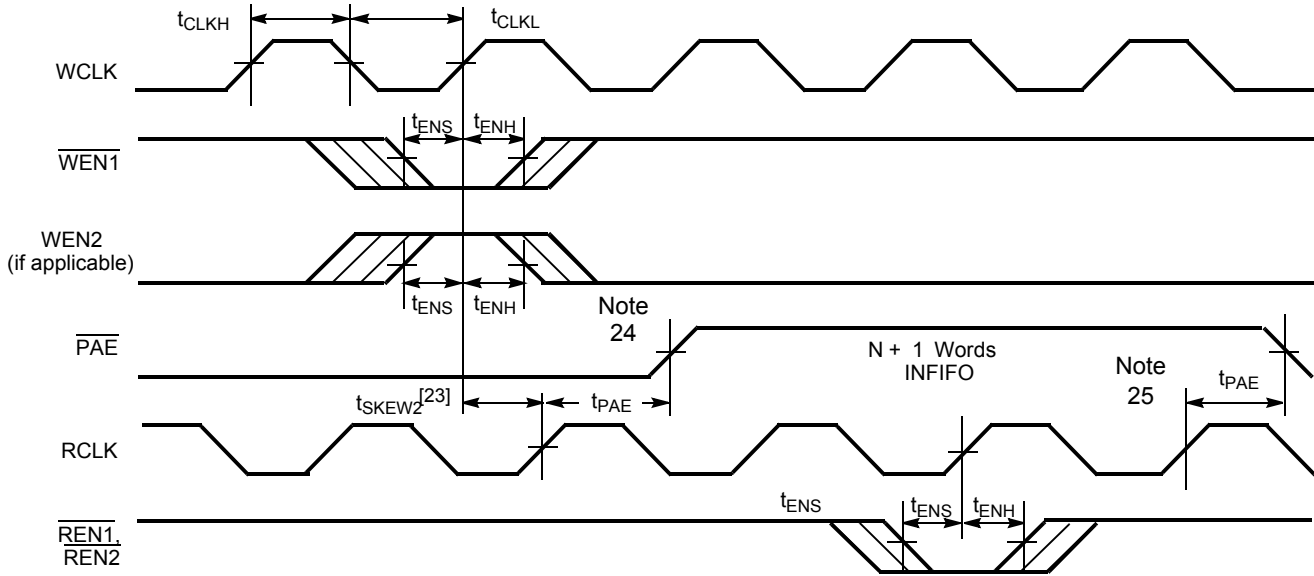 tCLKH
tCLKL
WCLK
tENS
tENH
WEN1
WEN2
(if applicable)
tENS
tENH
Note
24
PAE
N + 1 Words
INFIFO
Note
25
tPAE
tSKEW2[23]
tPAE
RCLK
tENS
tENS
tENH
REN1,
REN2